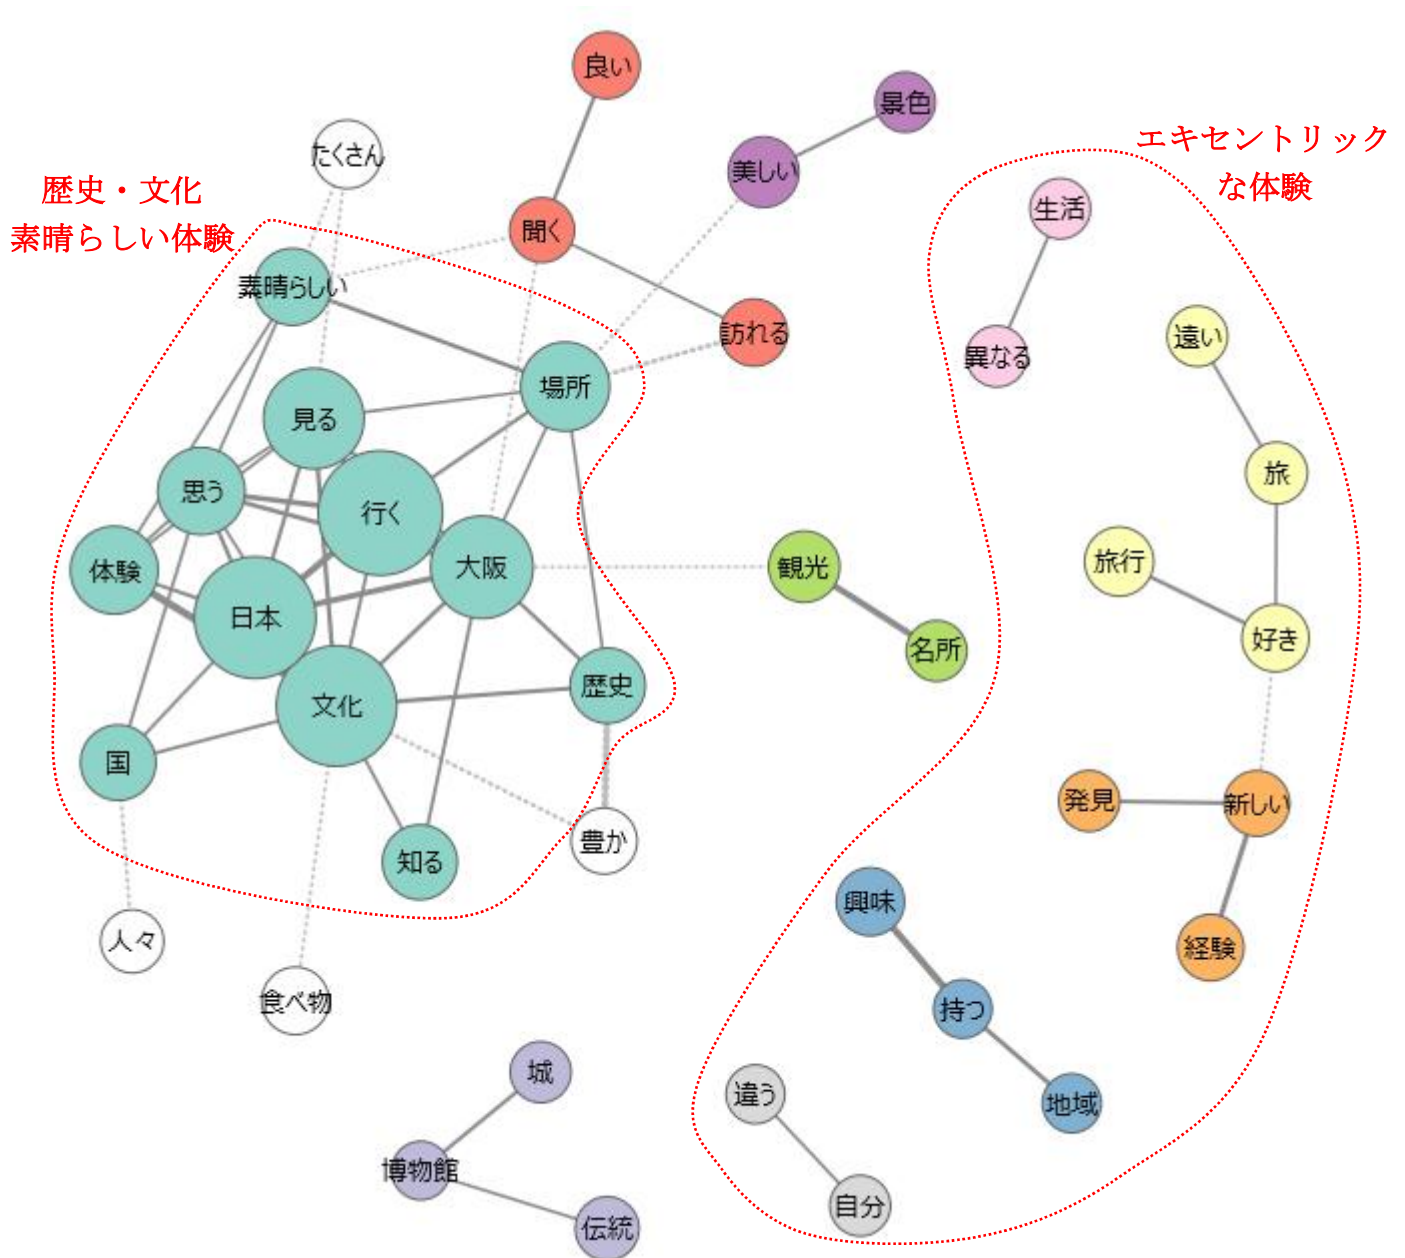 良い
景色
エキセントリック
な体験
たくさん
美しい
歴史・文化
素晴らしい体験
生活
聞く
素晴らしい
訪れる
遠い
異なる
場所
見る
旅
思う
行く
体験
大阪
観光
旅行
日本
名所
好き
歴史
文化
国
発見
新しい
豊か
知る
興味
人々
経験
食べ物
持つ
城
違う
地域
博物館
自分
伝統